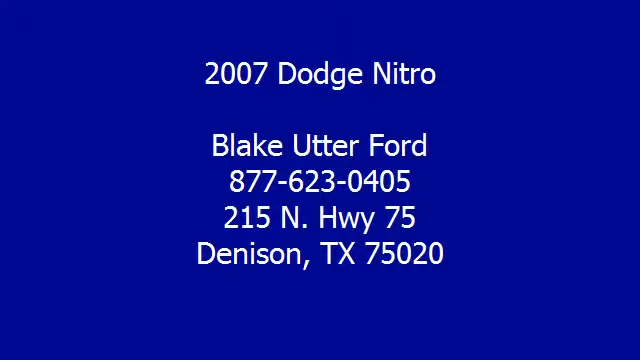 2007 Dodge Nitro
Blake Utter Ford
877-623-0405
215 N. Hwy 75
Denison, TX 75020